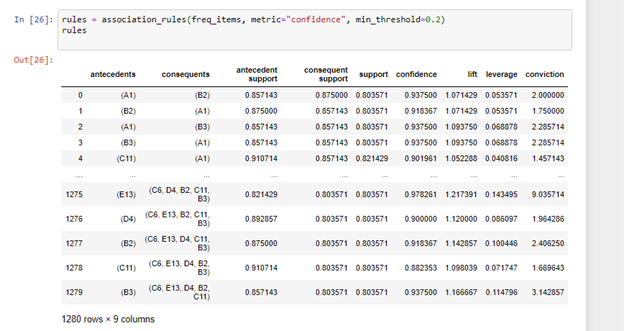 In [26]: rules = association_rules(freq_items, metric="confidence", min_threshold=0.2)
rules
Out[26]:
antecedents consequents antecedent support consequent support support confidence lift leverage conviction
0 (A1) (B2) 0.857143 0.875000 0.803571 0.937500 1.071429 0.053571 2.000000
1 (B2) (A1) 0.875000 0.857143 0.803571 0.918367 1.071429 0.053571 1.750000
2 (A1) (B3) 0.857143 0.857143 0.803571 0.937500 1.093750 0.068878 2.285714
3 (B3) (A1) 0.857143 0.857143 0.803571 0.937500 1.093750 0.068878 2.285714
4 (C11) (A1) 0.910714 0.857143 0.821429 0.901961 1.052288 0.040816 1.457143
... ... ... ... ... ... ... ... ... ...
1275 (E13) (C6, D4, B2, C11, B3) 0.821429 0.803571 0.803571 0.978261 1.217391 0.143495 9.035714
1276 (D4) (C6, E13, B2, C11, B3) 0.892857 0.803571 0.803571 0.900000 1.120000 0.086097 1.964286
1277 (B2) (C6, E13, D4, C11, B3) 0.875000 0.803571 0.803571 0.918367 1.142857 0.100446 2.406250
1278 (C11) (C6, E13, D4, B2, B3) 0.910714 0.803571 0.803571 0.882353 1.098039 0.071747 1.669643
1279 (B3) (C6, E13, D4, B2, C11) 0.857143 0.803571 0.803571 0.937500 1.166667 0.114796 3.142857
1280 rows × 9 columns